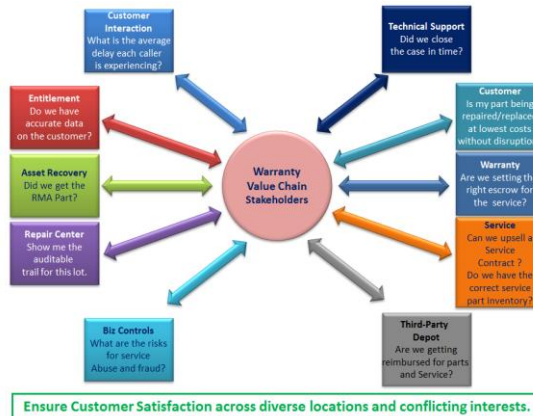 Customer
Interaction
What is the average
delay each caller
is experiencing?
Technical Support
Did we close
the case in time?
Entitlement
Do we have
accurate data
on the customer?
Customer
Is my part being
repaired/replaced
at lowest costs
without disruption
Asset Recovery
Did we get the
RMA Part?
Warranty
Value Chain
Stakeholders
Warranty
Are we setting the
right escrow for
the service?
Repair Center
Show me the
auditable
trail for this lot.
Service
Can we upsell a
Service
Contract ?
Do we have the
correct service
part inventory?
Biz Controls
What are the risks
for service
Abuse and fraud?
Third-Party
Depot
Are we getting
reimbursed for parts
and Service?
Ensure Customer Satisfaction across diverse locations and conflicting interests.